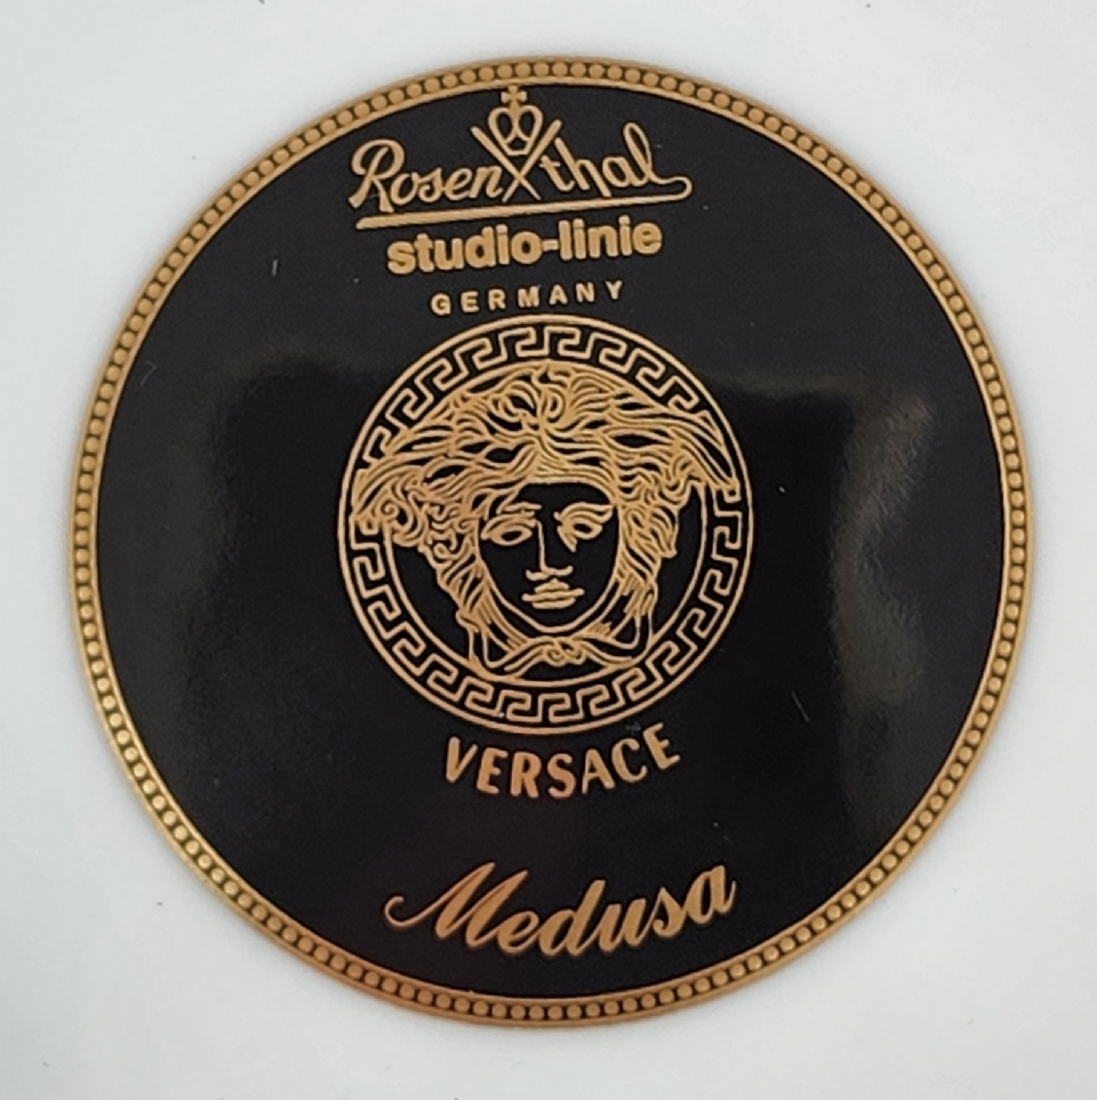 Rosenthal
studio-linie
GERMANY
VERSACE
Medusa